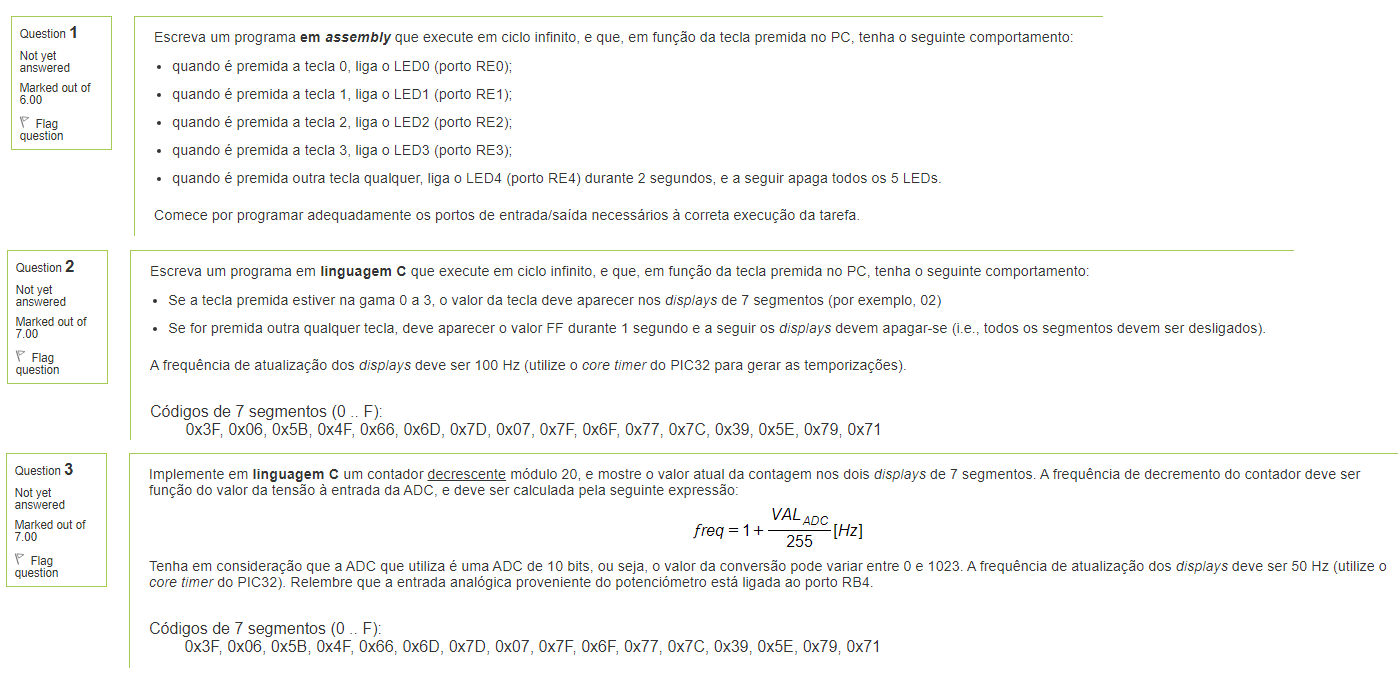 Question 1
Not yet
answered
Marked out of
6.00
Flag
question
Escreva um programa em assembly que execute em ciclo infinito, e que, em função da tecla premida no PC, tenha o seguinte comportamento:
• quando é premida a tecla 0, liga o LED0 (porto RE0);
• quando é premida a tecla 1, liga o LED1 (porto RE1);
• quando é premida a tecla 2, liga o LED2 (porto RE2);
• quando é premida a tecla 3, liga o LED3 (porto RE3);
• quando é premida outra tecla qualquer, liga o LED4 (porto RE4) durante 2 segundos, e a seguir apaga todos os 5 LEDs.
Comece por programar adequadamente os portos de entrada/saída necessários à correta execução da tarefa.
Question 2
Not yet
answered
Marked out of
7.00
Flag
question
Escreva um programa em linguagem C que execute em ciclo infinito, e que, em função da tecla premida no PC, tenha o seguinte comportamento:
• Se a tecla premida estiver na gama 0 a 3, o valor da tecla deve aparecer nos displays de 7 segmentos (por exemplo, 02)
• Se for premida outra qualquer tecla, deve aparecer o valor FF durante 1 segundo e a seguir os displays devem apagar-se (i.e., todos os segmentos devem ser desligados).
A frequência de atualização dos displays deve ser 100 Hz (utilize o core timer do PIC32 para gerar as temporizações).
Códigos de 7 segmentos (0 .. F):
0x3F, 0x06, 0x5B, 0x4F, 0x66, 0x6D, 0x7D, 0x07, 0x7F, 0x6F, 0x77, 0x7C, 0x39, 0x5E, 0x79, 0x71
Question 3
Not yet
answered
Marked out of
7.00
Flag
question
Implemente em linguagem C um contador decrescente módulo 20, e mostre o valor atual da contagem nos dois displays de 7 segmentos. A frequência de decremento do contador deve ser
função do valor da tensão à entrada da ADC, e deve ser calculada pela seguinte expressão:
freq = 1 + VAL_ADC / 255 [Hz]
Tenha em consideração que a ADC que utiliza é uma ADC de 10 bits, ou seja, o valor da conversão pode variar entre 0 e 1023. A frequência de atualização dos displays deve ser 50 Hz (utilize o
core timer do PIC32). Relembre que a entrada analógica proveniente do potenciómetro está ligada ao porto RB4.
Códigos de 7 segmentos (0 .. F):
0x3F, 0x06, 0x5B, 0x4F, 0x66, 0x6D, 0x7D, 0x07, 0x7F, 0x6F, 0x77, 0x7C, 0x39, 0x5E, 0x79, 0x71